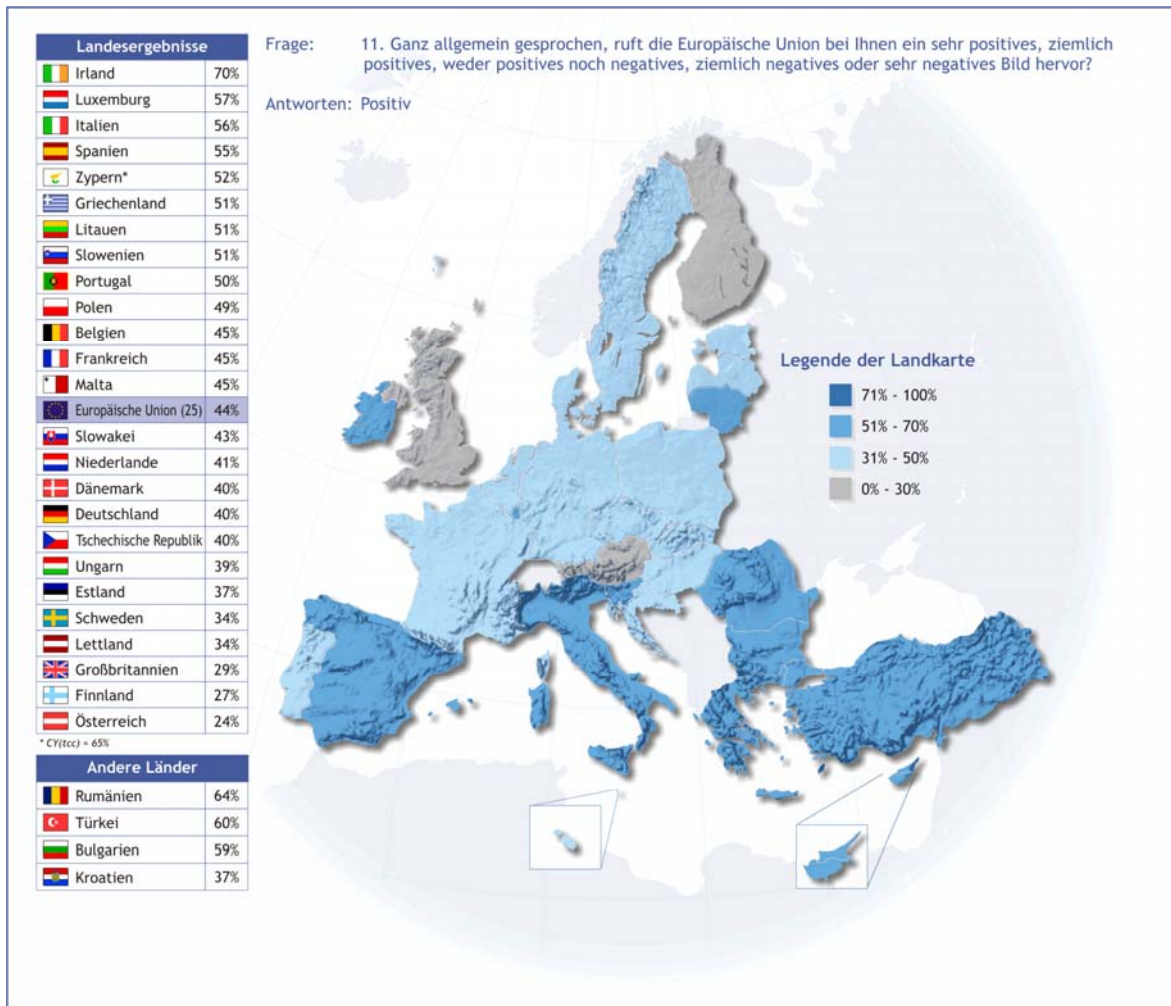 Landesergebnisse
Irland 70%
Luxemburg 57%
Italien 56%
Spanien 55%
Zypern* 52%
Griechenland 51%
Litauen 51%
Slowenien 51%
Portugal 50%
Polen 49%
Belgien 45%
Frankreich 45%
Malta 45%
Europäische Union (25) 44%
Slowakei 43%
Niederlande 41%
Dänemark 40%
Deutschland 40%
Tschechische Republik 40%
Ungarn 39%
Estland 37%
Schweden 34%
Lettland 34%
Großbritannien 29%
Finnland 27%
Österreich 24%
* CY(tcc) = 65%
Andere Länder
Rumänien 64%
Türkei 60%
Bulgarien 59%
Kroatien 37%
Frage: 11. Ganz allgemein gesprochen, ruft die Europäische Union bei Ihnen ein sehr positives, ziemlich
positives, weder positives noch negatives, ziemlich negatives oder sehr negatives Bild hervor?
Antworten: Positiv
Legende der Landkarte
71% - 100%
51% - 70%
31% - 50%
0% - 30%